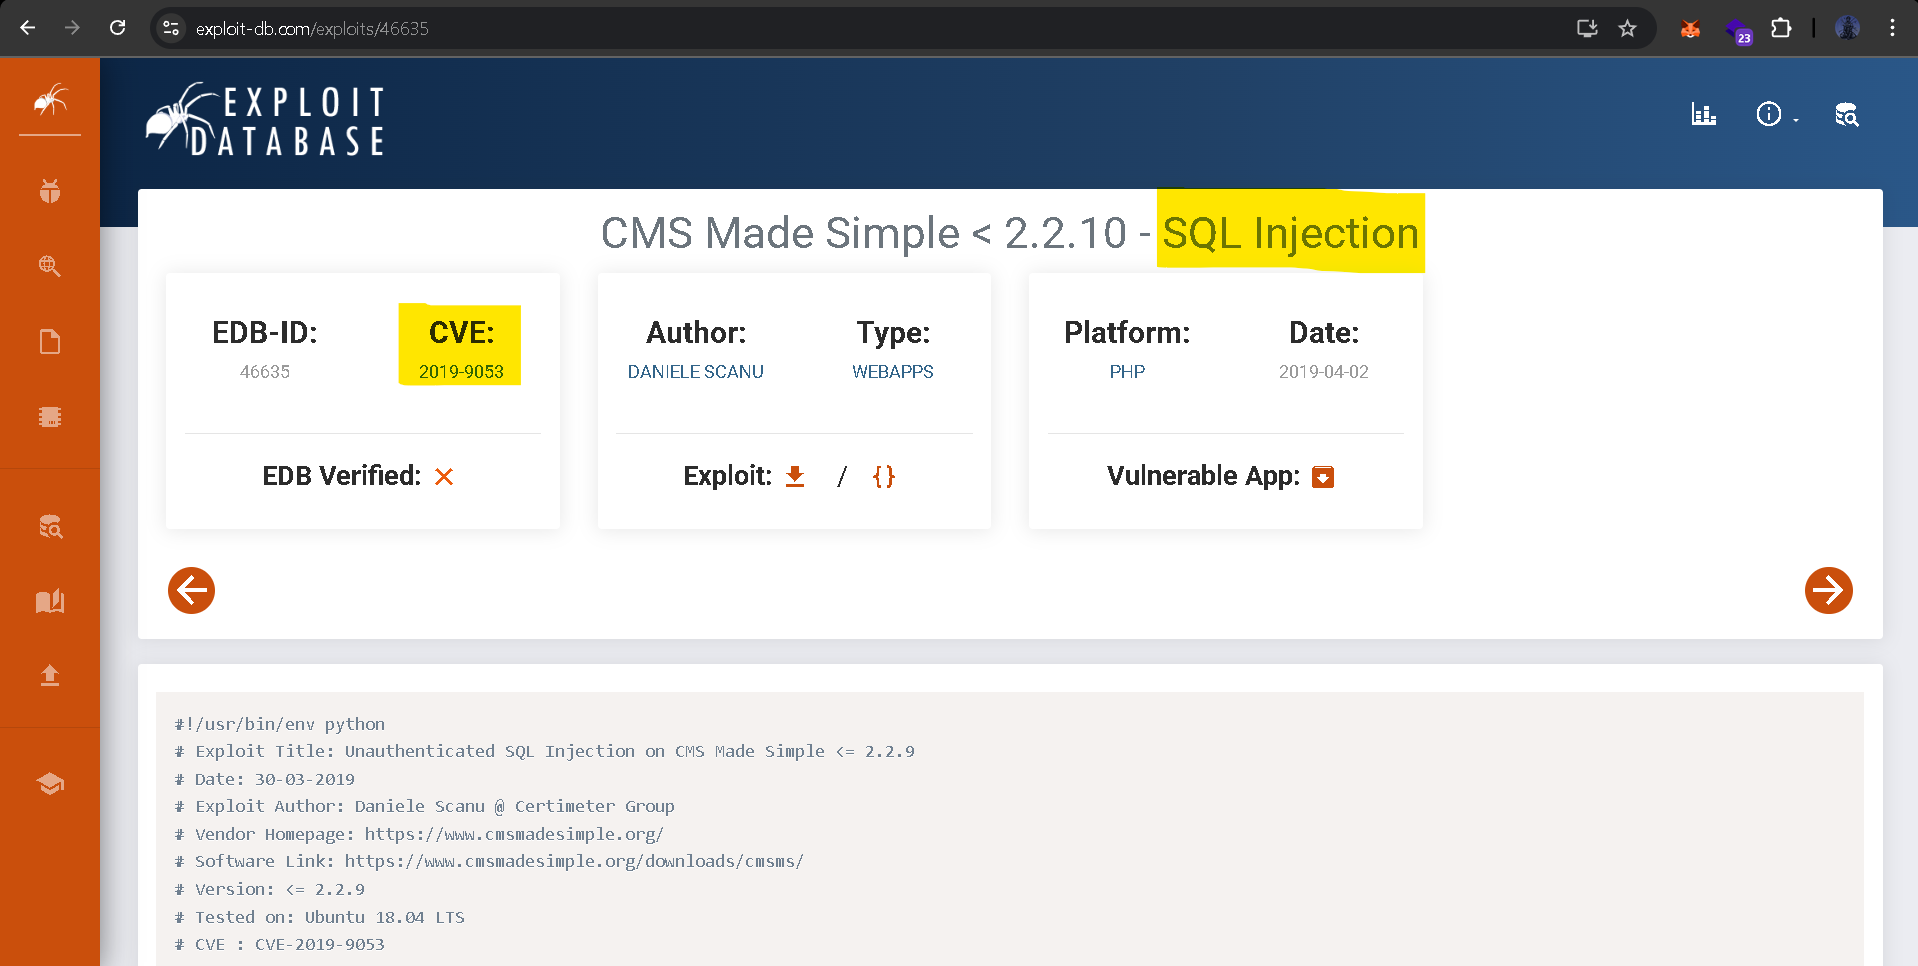 exploit-db.com/exploits/46635
23
EXPLOIT
DATABASE
CMS Made Simple < 2.2.10 - SQL Injection
EDB-ID:
46635
CVE:
2019-9053
Author:
DANIELE SCANU
Type:
WEBAPPS
Platform:
PHP
Date:
2019-04-02
EDB Verified:
Exploit: / {}
Vulnerable App:
#!/usr/bin/env python
# Exploit Title: Unauthenticated SQL Injection on CMS Made Simple <= 2.2.9
# Date: 30-03-2019
# Exploit Author: Daniele Scanu @ Certimeter Group
# Vendor Homepage: https://www.cmsmadesimple.org/
# Software Link: https://www.cmsmadesimple.org/downloads/cmsms/
# Version: <= 2.2.9
# Tested on: Ubuntu 18.04 LTS
# CVE : CVE-2019-9053